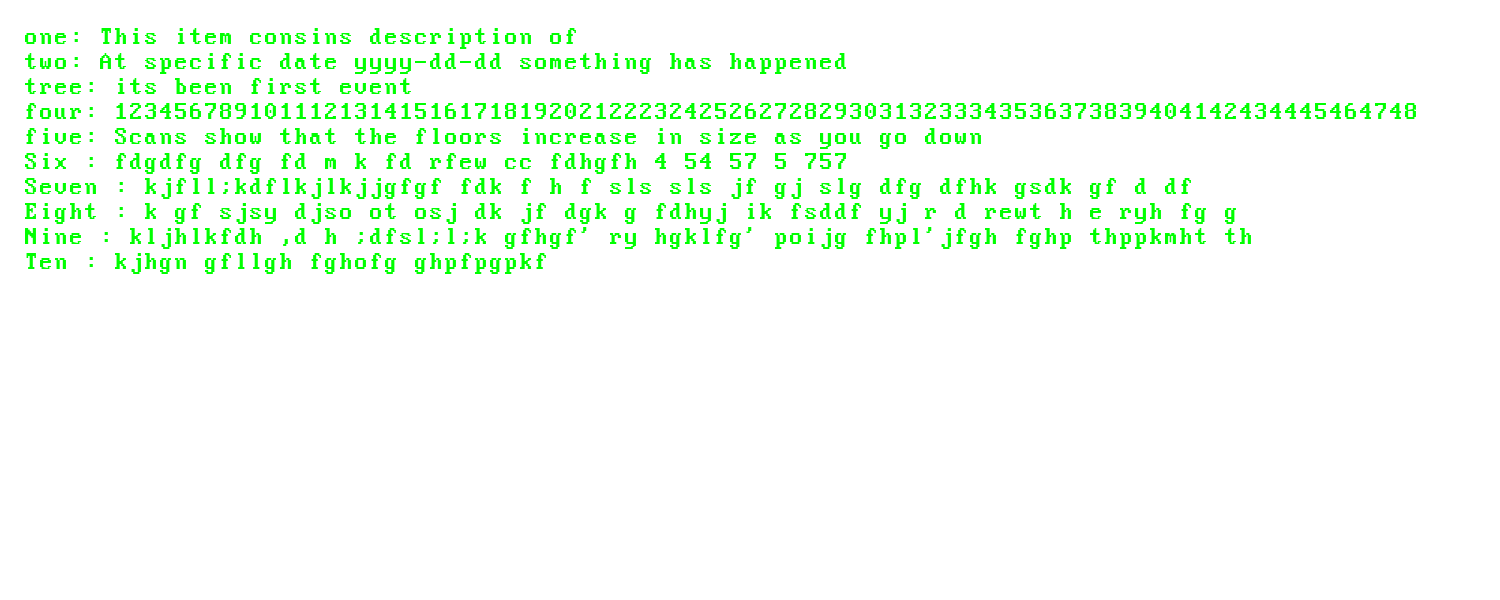 one: This item consins description of
two: At specific date yyyy-dd-dd something has happened
tree: its been first event
four: 123456789101112131415161718192021222324252627282930313233343536373839404142434445464748
five: Scans show that the floors increase in size as you go down
Six : fdgdfg dfg fd m k fd rfew cc fdhgfh 4 54 57 5 757
Seven : kjfll;kdflkjlkjjgfgf fdk f h f sls sls jf gj slg dfg dfhk gsdk gf d df
Eight : k gf sjsy djso ot osj dk jf dgk g fdhyj ik fsddf yj r d rewt h e ryh fg g
Nine : kljhlkfdh ,d h ;dfsl;l;k gfhgf' ry hgklfg' poijg fhpl'jfgh fghp thppkmht th
Ten : kjhgn gfllgh fghofg ghpfpgpkf